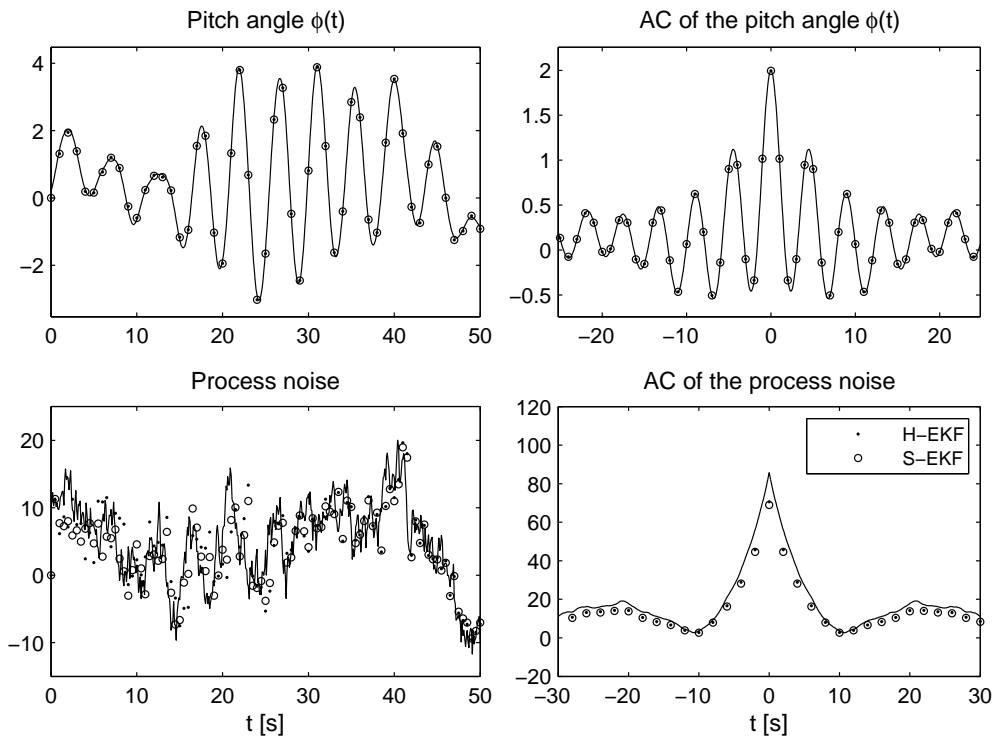 Pitch angle ϕ(t)
4
2
0
−2
0 10 20 30 40 50
AC of the pitch angle ϕ(t)
2
1.5
1
0.5
0
−0.5
−20 −10 0 10 20
Process noise
20
10
0
−10
0 10 20 30 40 50
t [s]
AC of the process noise
120
100
80
60
40
20
0
−20
−30 −20 −10 0 10 20 30
t [s]
H−EKF
S−EKF